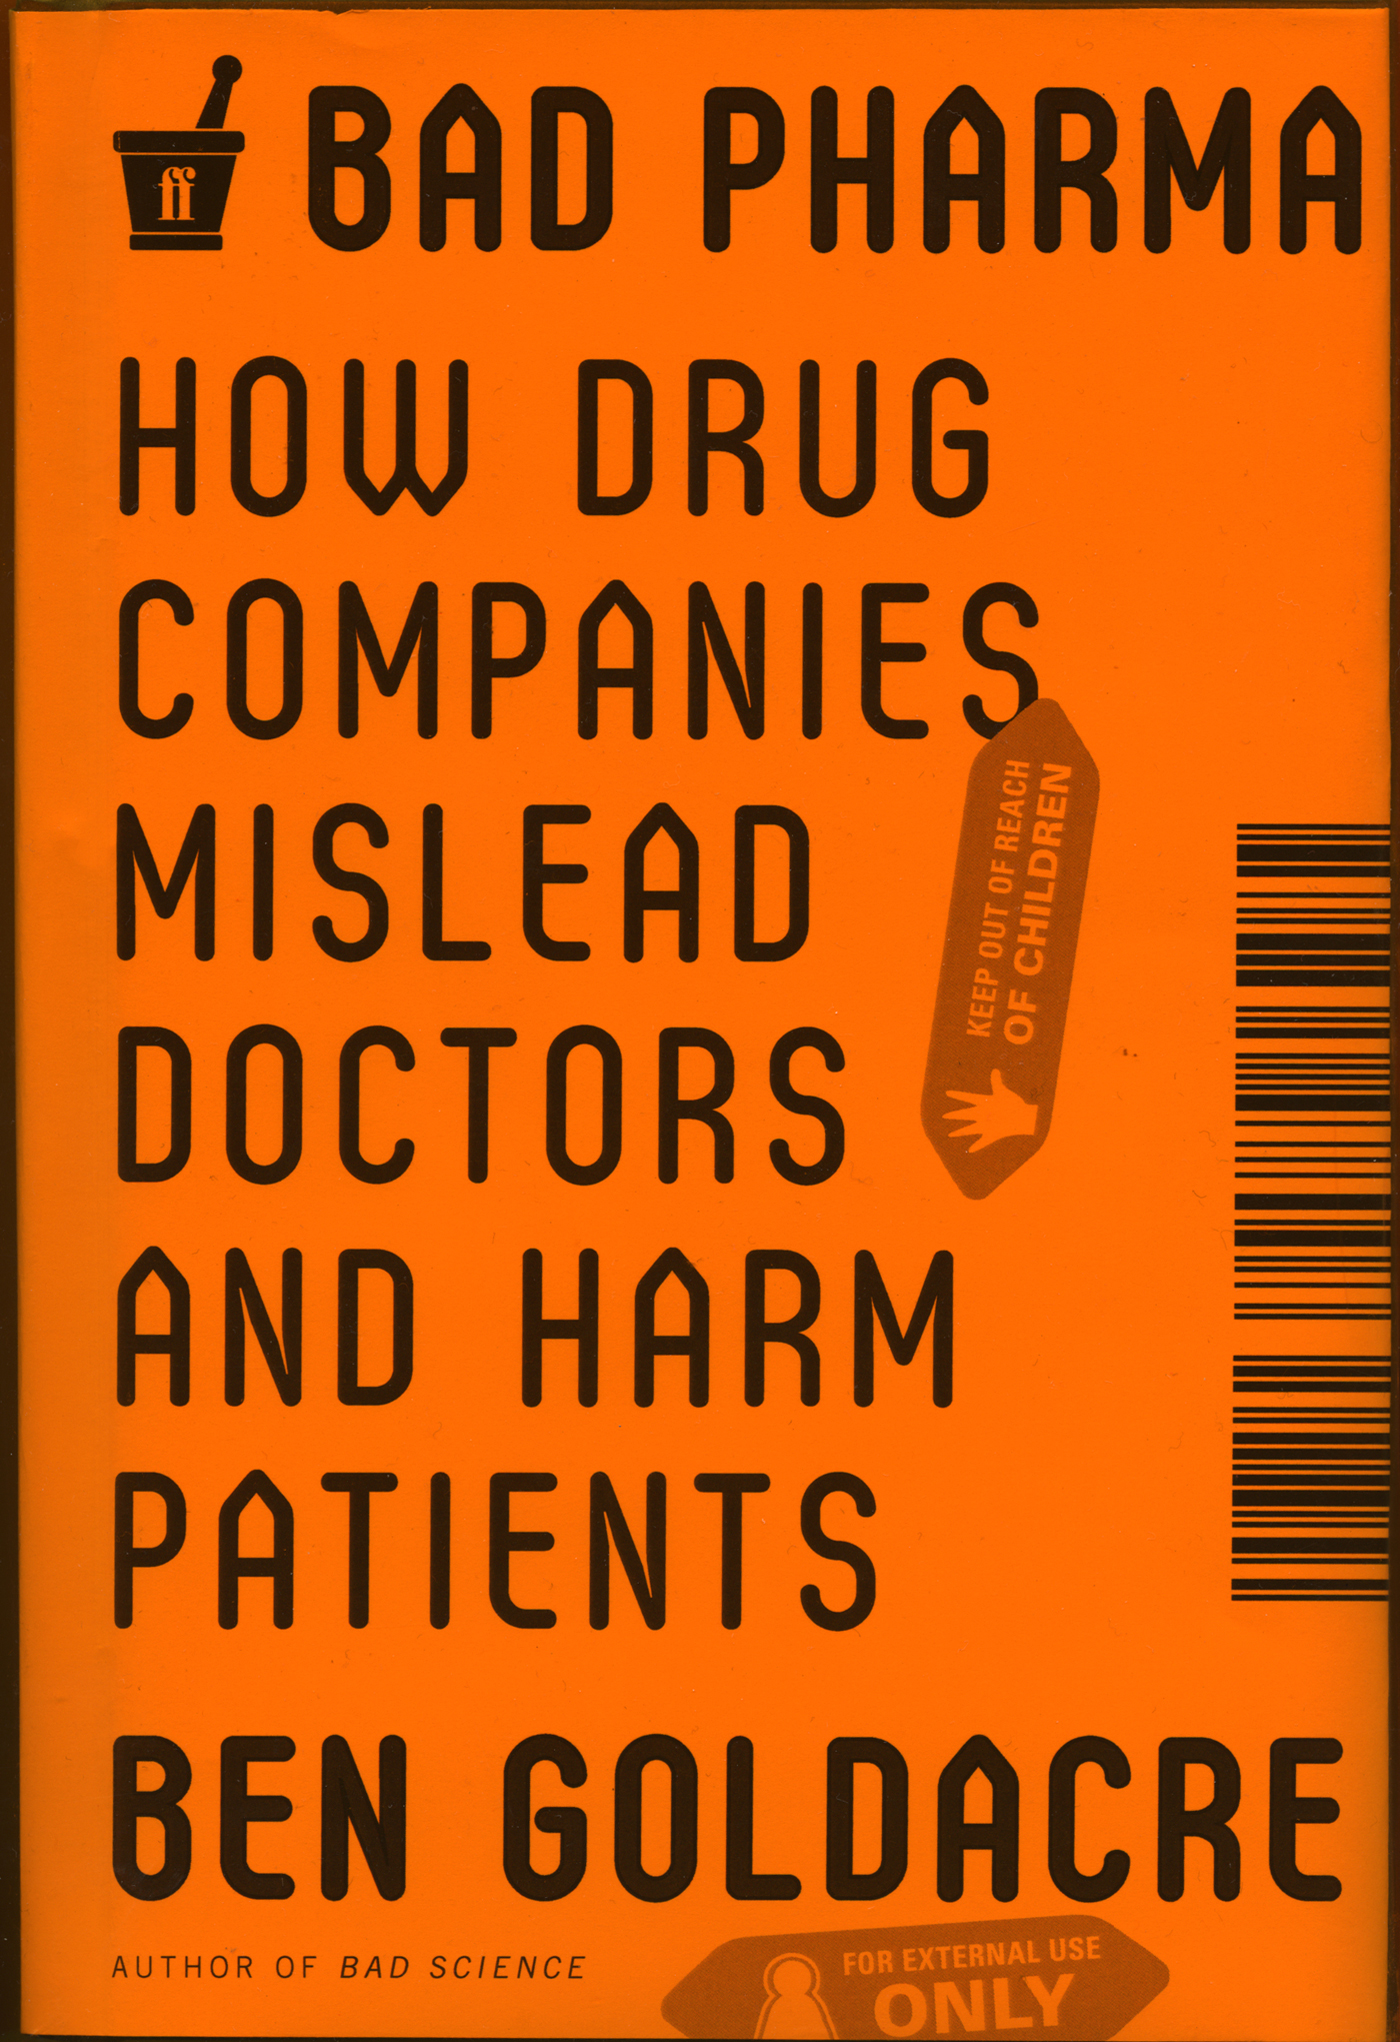 ff
BAD PHARMA
HOW DRUG
COMPANIES
MISLEAD
DOCTORS
AND HARM
PATIENTS
KEEP OUT OF REACH
OF CHILDREN
BEN GOLDACRE
AUTHOR OF BAD SCIENCE
FOR EXTERNAL USE
ONLY